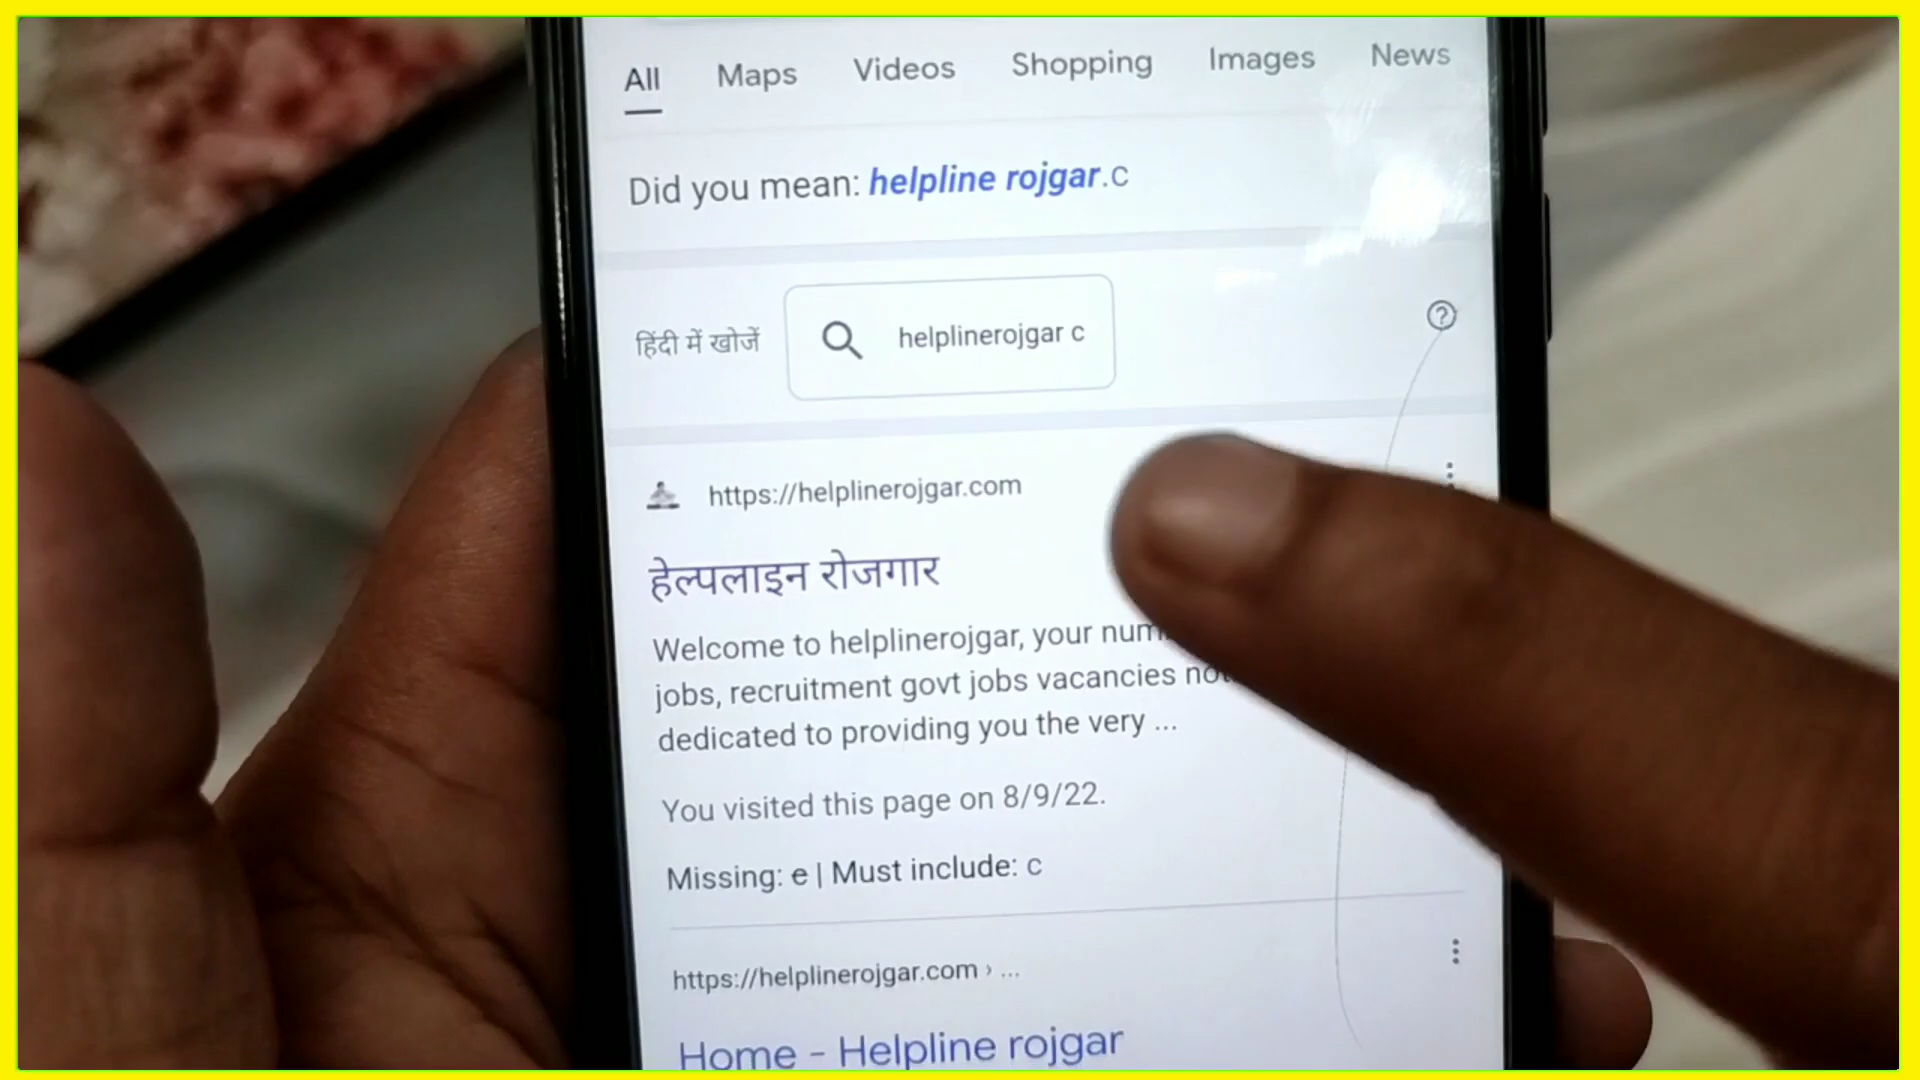 All Maps Videos Shopping Images News
Did you mean: helpline rojgar.c
हिंदी में खोजें helplinerojgar c
https://helplinerojgar.com
हेल्पलाइन रोजगार
Welcome to helplinerojgar, your
jobs, recruitment govt jobs vacancies
dedicated to providing you the very ...
You visited this page on 8/9/22.
Missing: e | Must include: c
https://helplinerojgar.com › ...
Home - Helpline rojgar